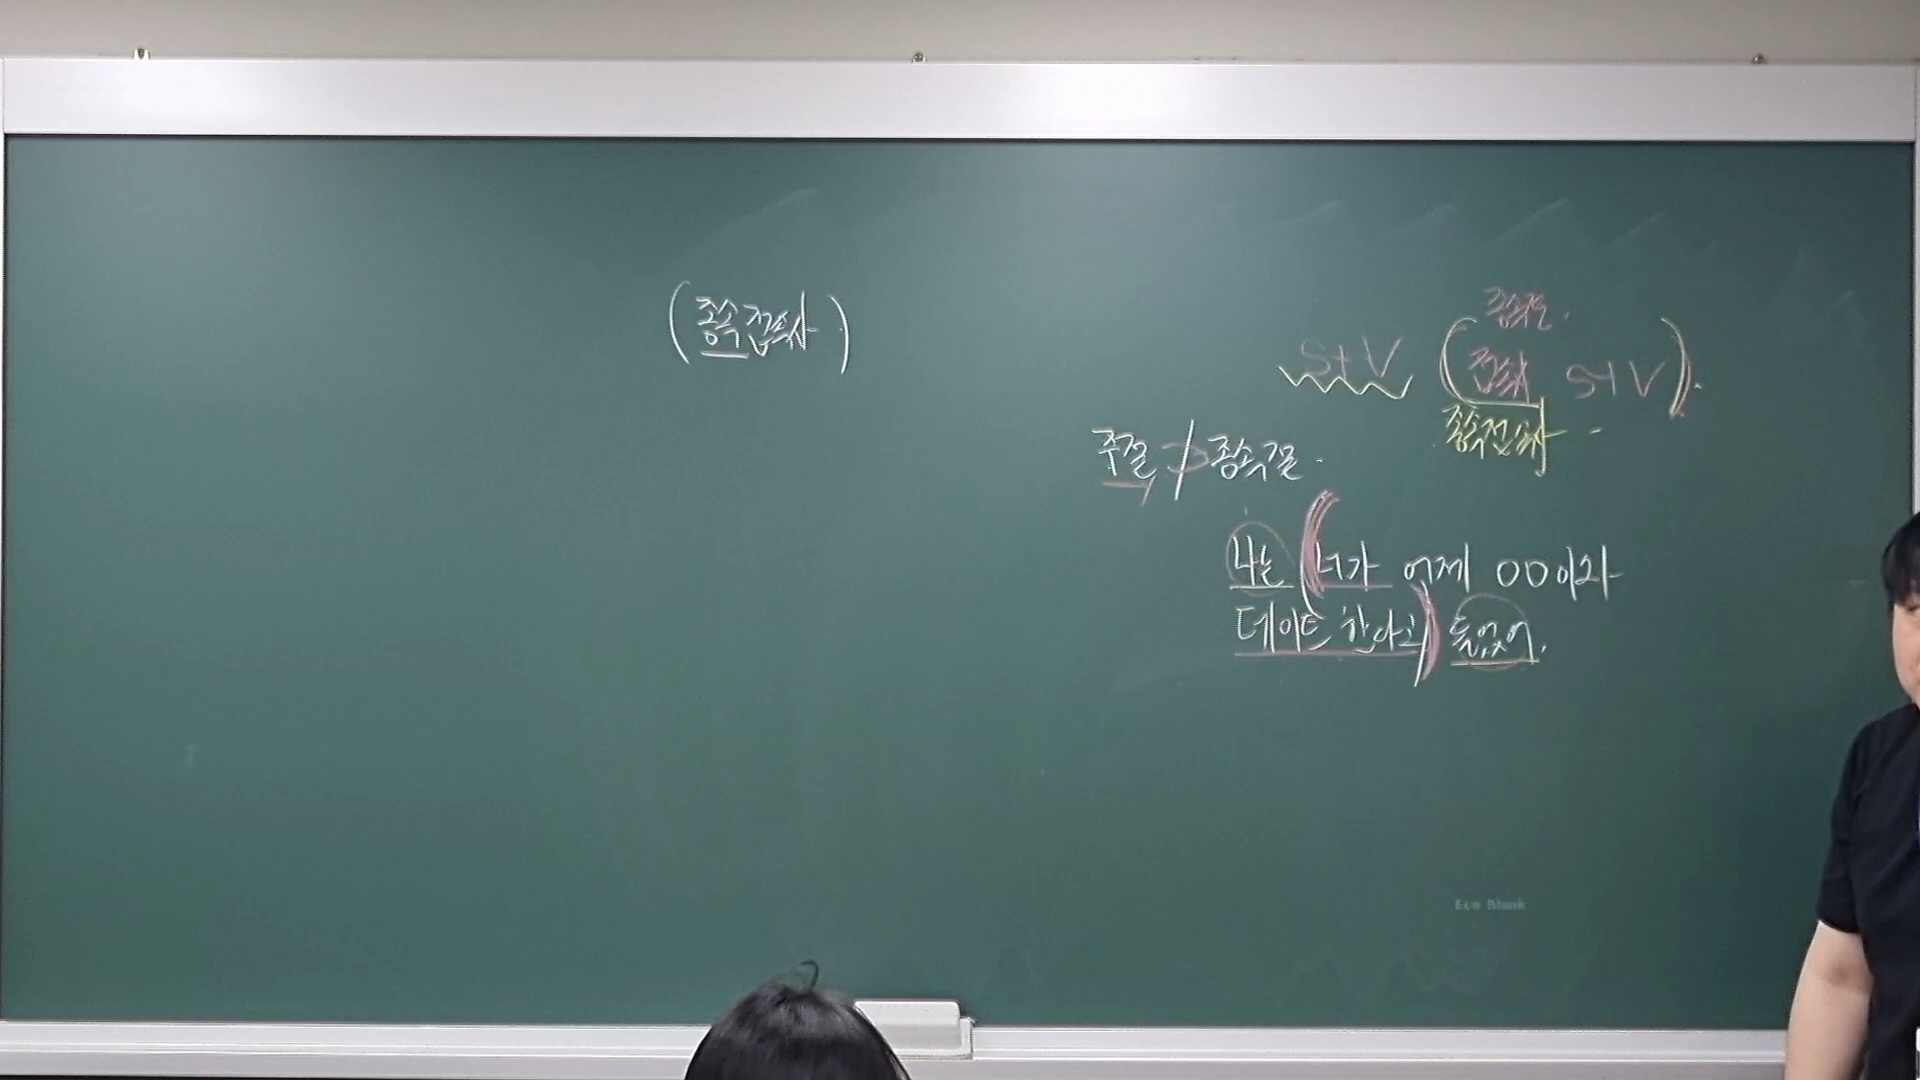 (종속접속사)
종속절.
S+V (접속사 S+V).
종속접속사
주절 / 종속절.
나는 (너가 어제 OO이와
데이트 한다고) 들었어.
Eco Blank